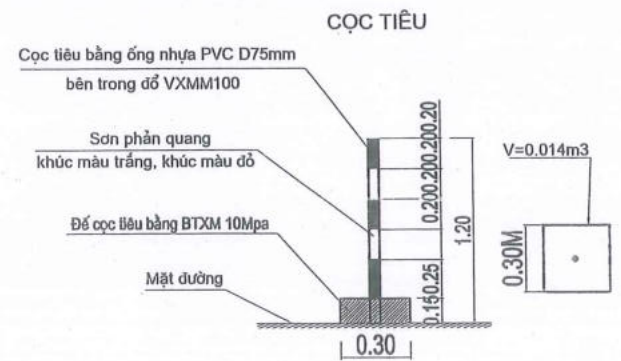 CỌC TIÊU
Cọc tiêu bằng ống nhựa PVC D75mm
bên trong đổ VXMM100
Sơn phản quang
khúc màu trắng, khúc màu đỏ
Đế cọc tiêu bằng BTXM 10Mpa
Mặt đường
0.20
0.20
0.20
0.20
0.25
0.15
1.20
0.30
V=0.014m3
0.30M